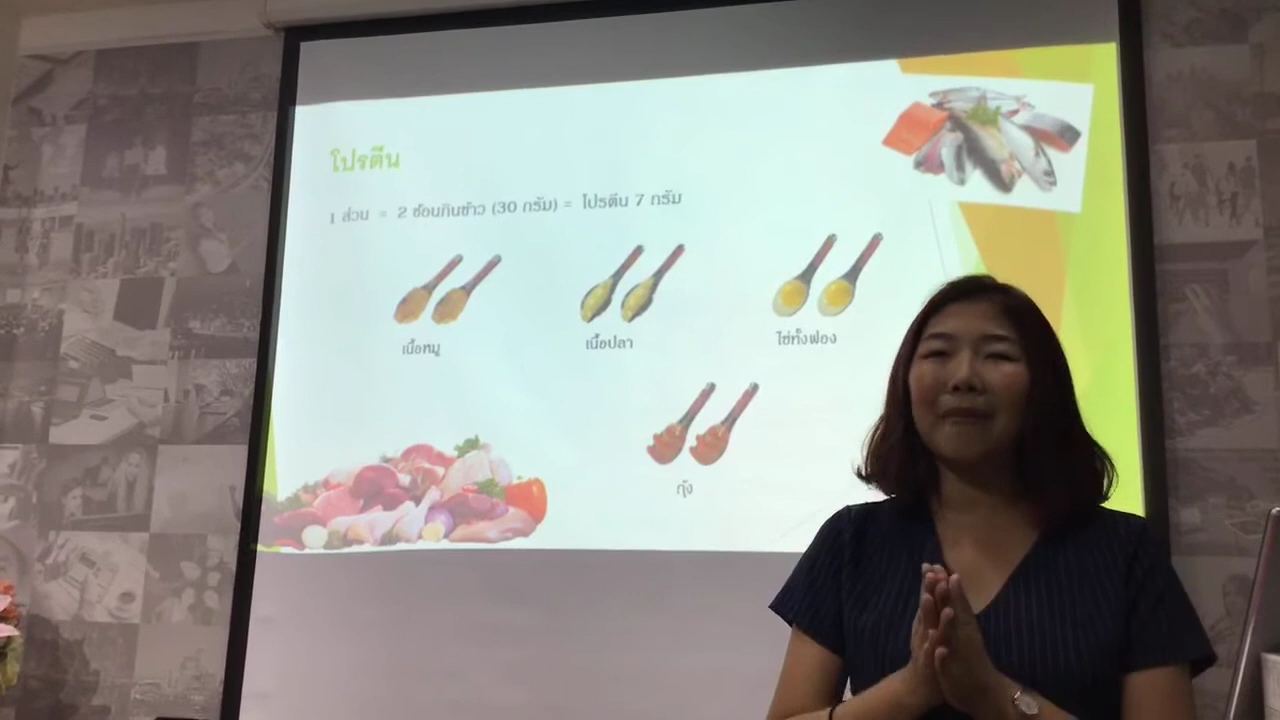 โปรตีน
1 ส่วน = 2 ช้อนกินข้าว (30 กรัม) = โปรตีน 7 กรัม
เนื้อหมู
เนื้อปลา
ไข่ทั้งฟอง
กุ้ง